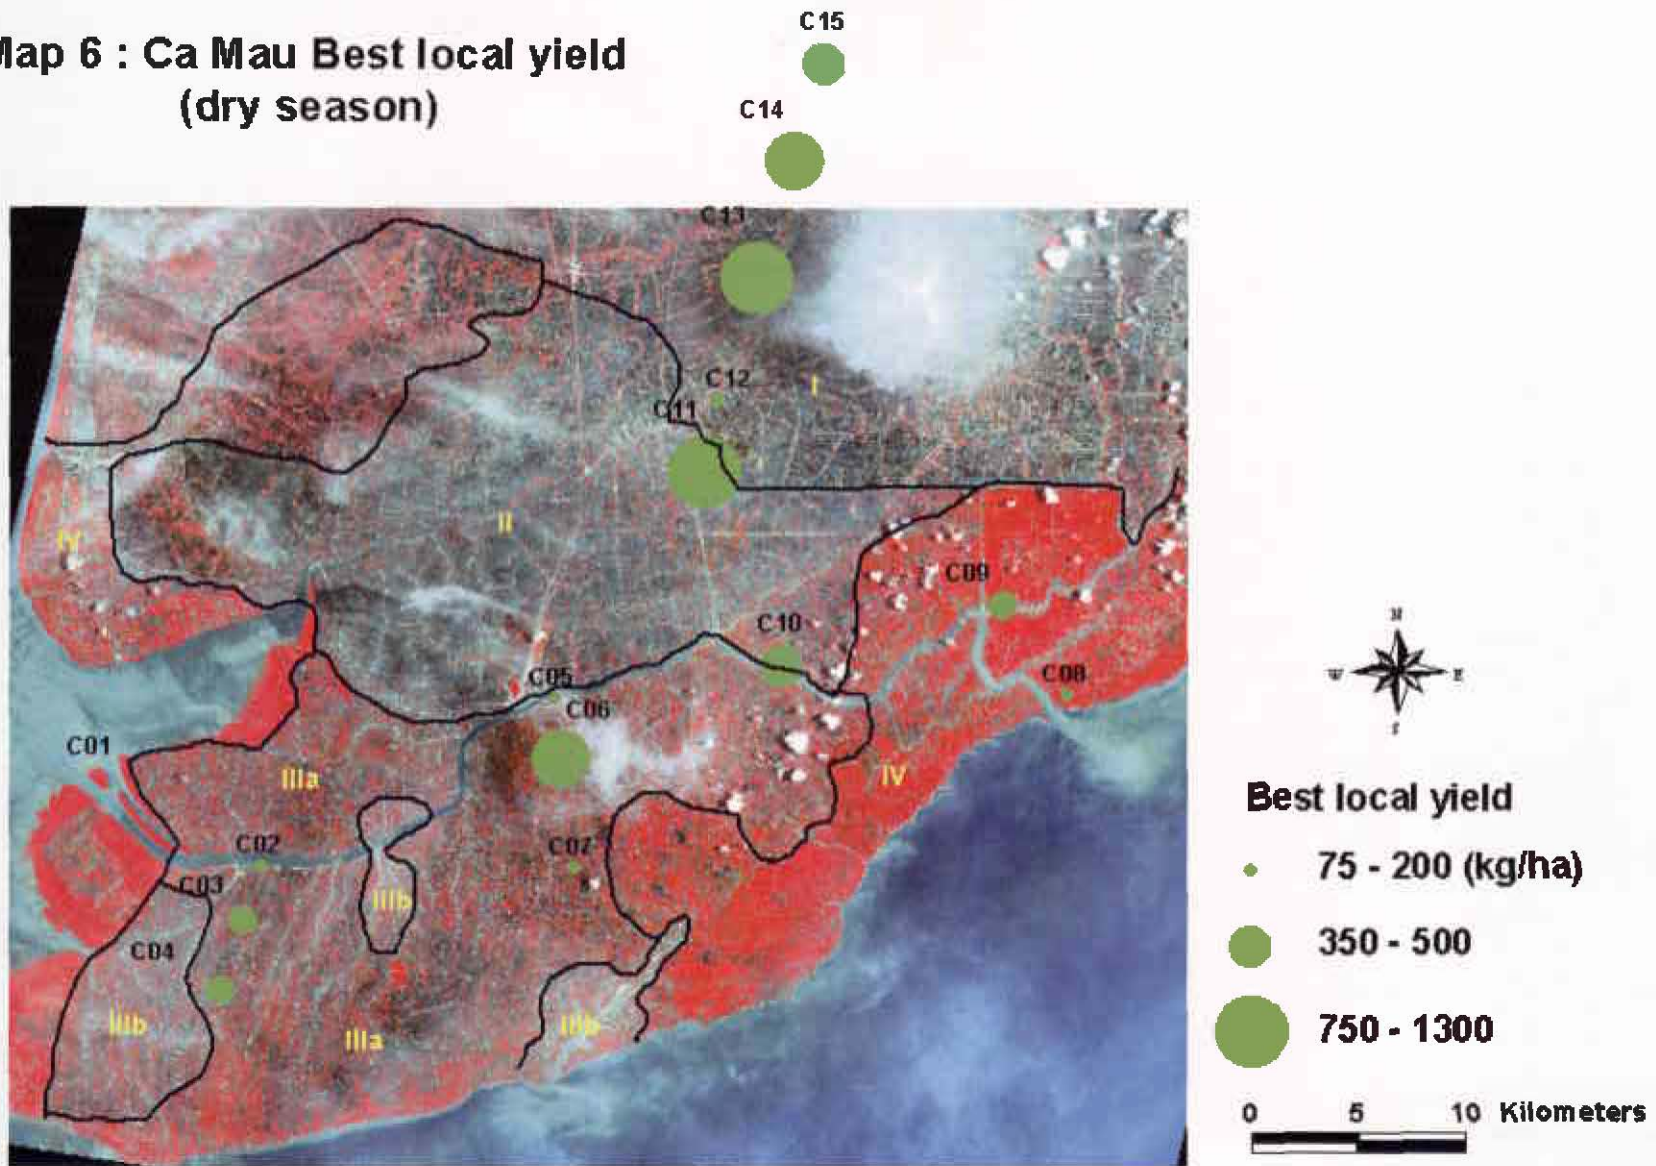 Map 6 : Ca Mau Best local yield
(dry season)
C15
C14
C13
C12
I
C11
II
IV
C09
C10
C08
C05
C06
C01
IIIa
IV
C02
C07
C03
IIIb
C04
IIIb
IIIa
IIIb
N
W E
S
Best local yield
75 - 200 (kg/ha)
350 - 500
750 - 1300
0 5 10 Kilometers